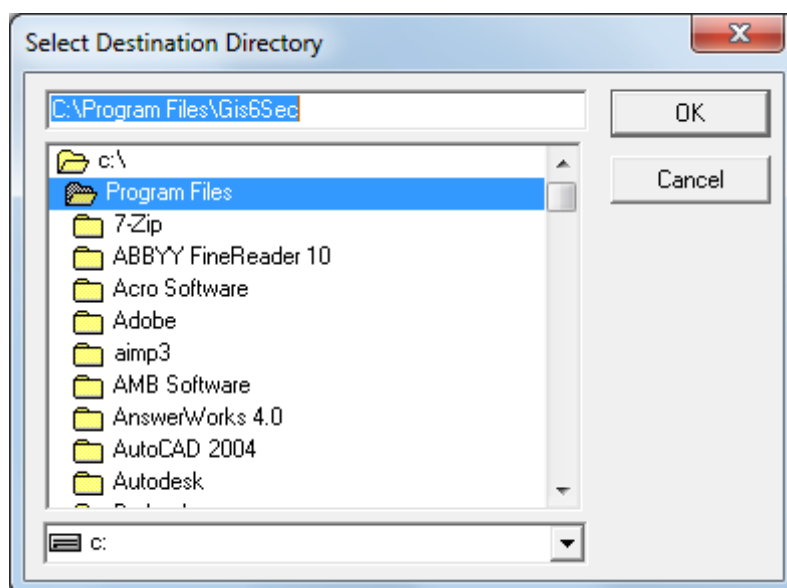 Select Destination Directory
C:\Program Files\Gis6Sec
OK
c:\
Program Files
Cancel
7-Zip
ABBYY FineReader 10
Acro Software
Adobe
aimp3
AMB Software
AnswerWorks 4.0
AutoCAD 2004
Autodesk
c: